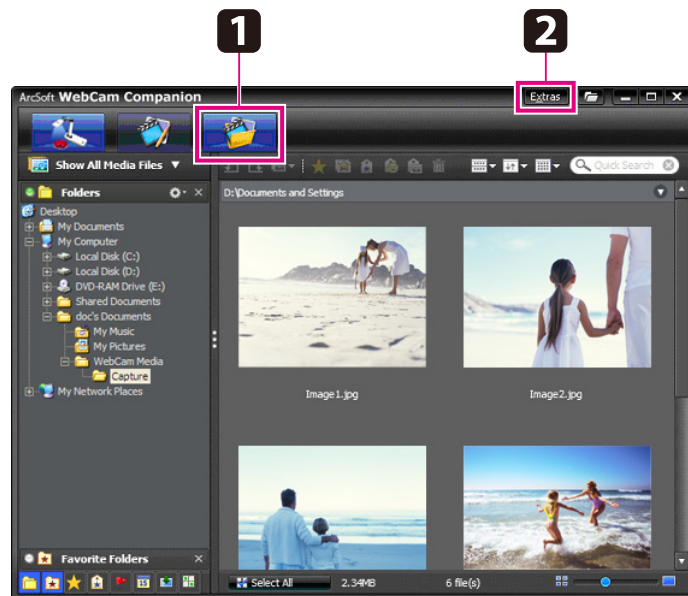 1 2
ArcSoft WebCam Companion Extras
Show All Media Files Quick Search
Folders D:\Documents and Settings
Desktop
My Documents
My Computer
Local Disk (C:)
Local Disk (D:)
DVD-RAM Drive (E:)
Shared Documents
doc's Documents
My Music
My Pictures
WebCam Media
Capture
My Network Places
Image1.jpg Image2.jpg
Favorite Folders
15
Select All 2.34MB 6 file(s)